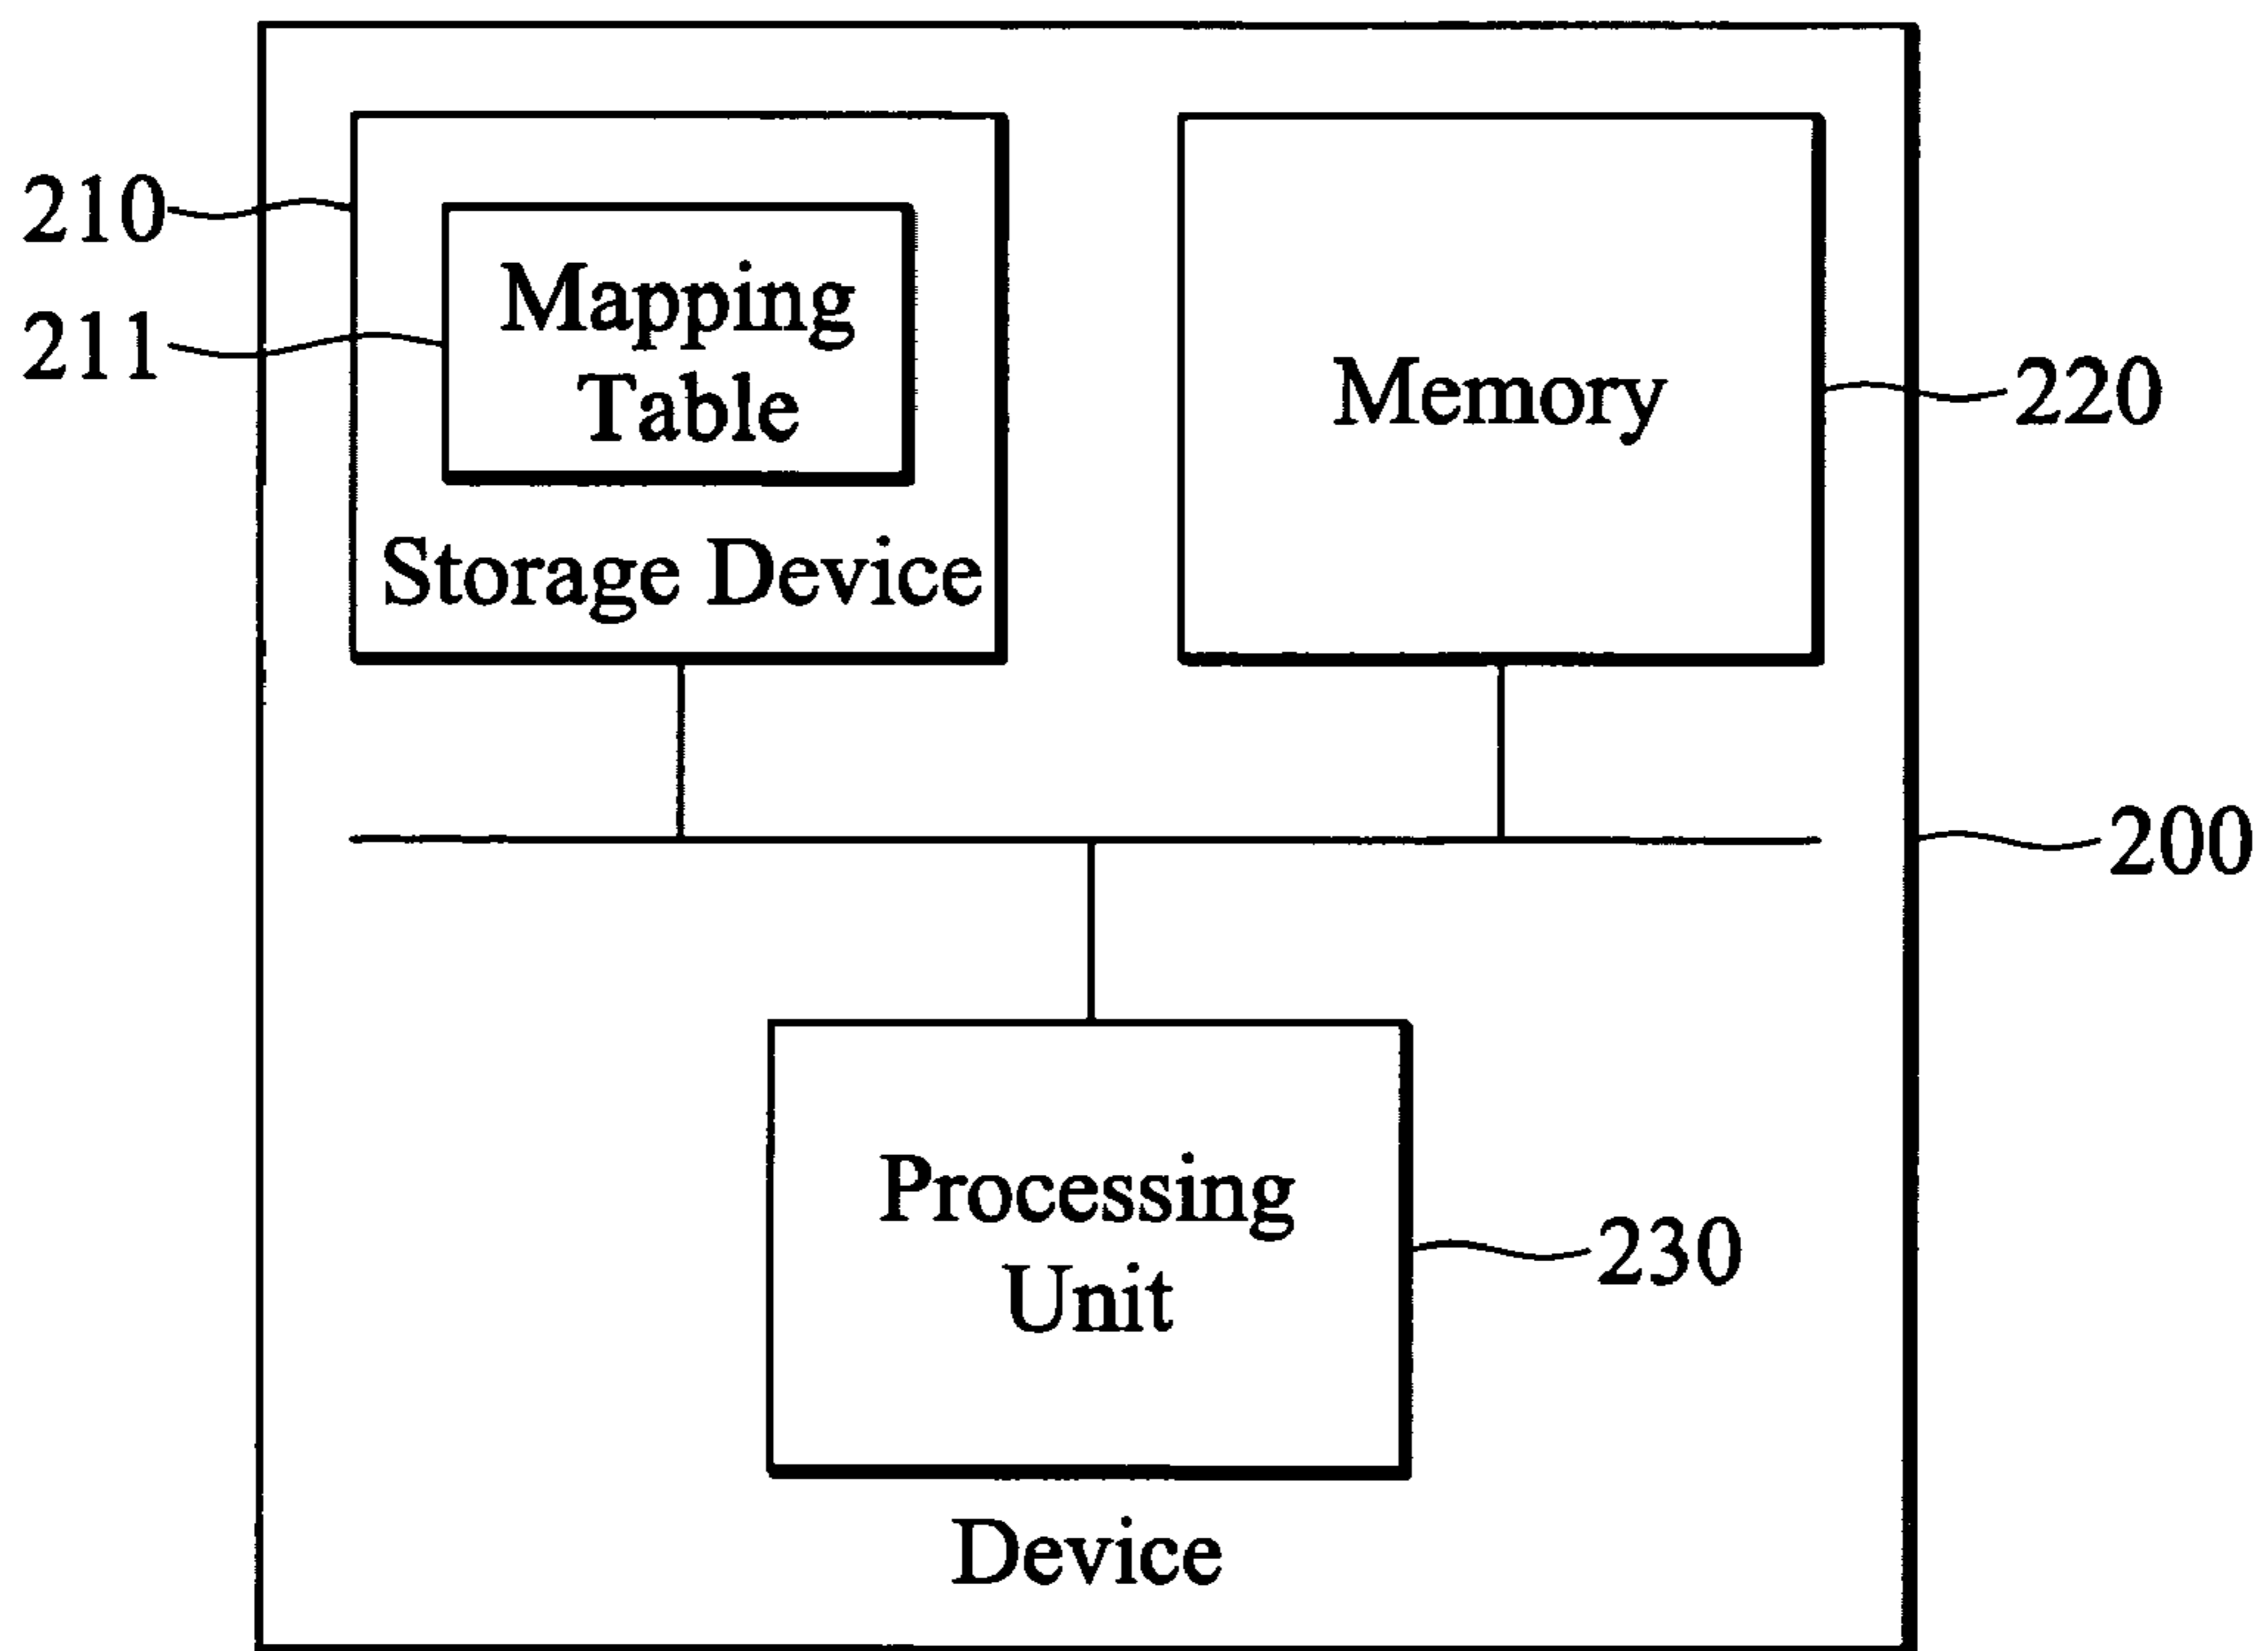 210
Mapping
211
Table
Memory
220
Storage Device
200
Processing
Unit
230
Device